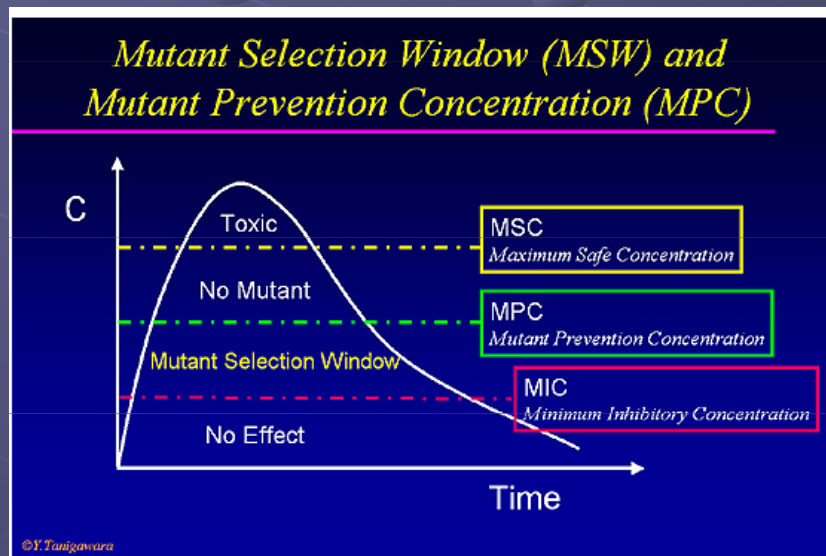 Mutant Selection Window (MSW) and
Mutant Prevention Concentration (MPC)
C
Toxic
MSC
Maximum Safe Concentration
No Mutant
MPC
Mutant Prevention Concentration
Mutant Selection Window
MIC
Minimum Inhibitory Concentration
No Effect
Time
©Y.Tanigawara